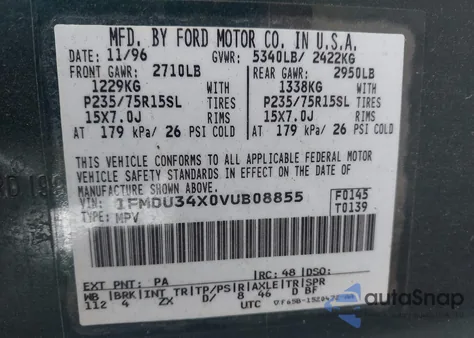 MFD. BY FORD MOTOR CO. IN U.S.A.
DATE: 11/96 GVWR: 5340LB/ 2422KG
FRONT GAWR: 2710LB REAR GAWR: 2950LB
1229KG WITH 1338KG WITH
P235/75R15SL TIRES P235/75R15SL TIRES
15X7.0J RIMS 15X7.0J RIMS
AT 179 kPa/ 26 PSI COLD AT 179 kPa/ 26 PSI COLD
THIS VEHICLE CONFORMS TO ALL APPLICABLE FEDERAL MOTOR
VEHICLE SAFETY STANDARDS IN EFFECT ON THE DATE OF
MANUFACTURE SHOWN ABOVE.
VIN: 1FMDU34X0VUB08855 F0145
TYPE: MPV T0139
EXT PNT: PA RC: 48 DSO:
WB BRK INT TR TP/PS R AXLE TR SPR
112 4 ZX D/ 8 46 D BF
UTC
autoSnap